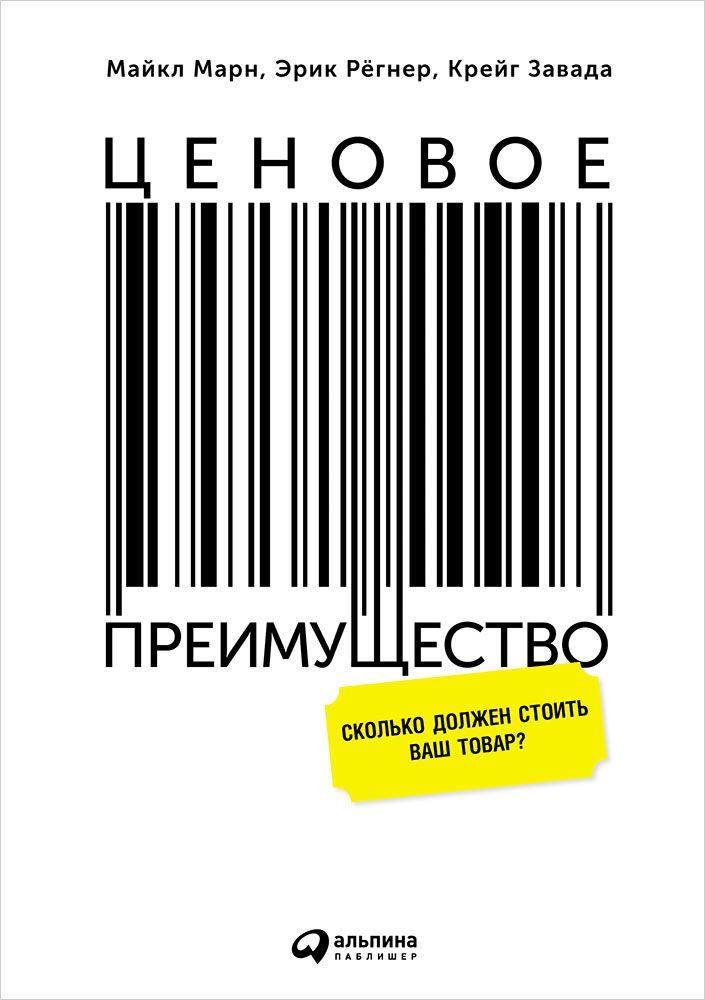 Майкл Марн, Эрик Рёгнер, Крейг Завада
ЦЕНОВОЕ
ПРЕИМУЩЕСТВО
СКОЛЬКО ДОЛЖЕН СТОИТЬ
ВАШ ТОВАР?
альпина
ПАБЛИШЕР